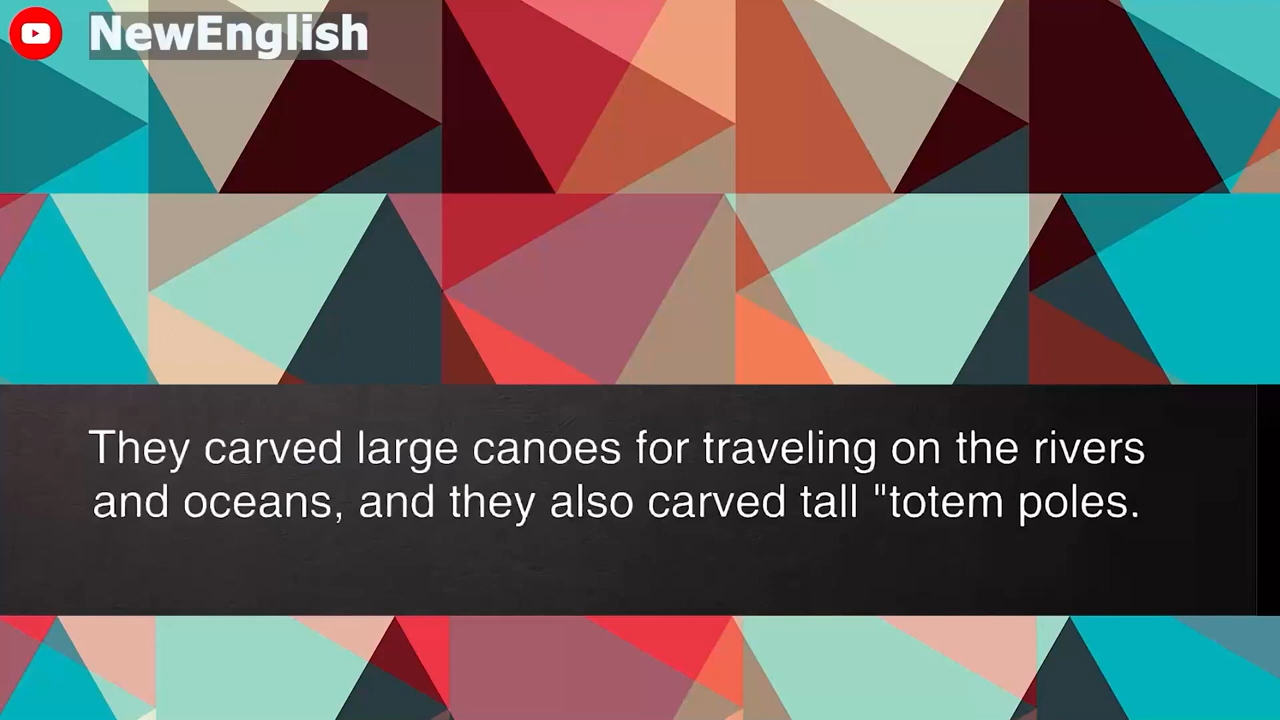 NewEnglish
They carved large canoes for traveling on the rivers
and oceans, and they also carved tall "totem poles.